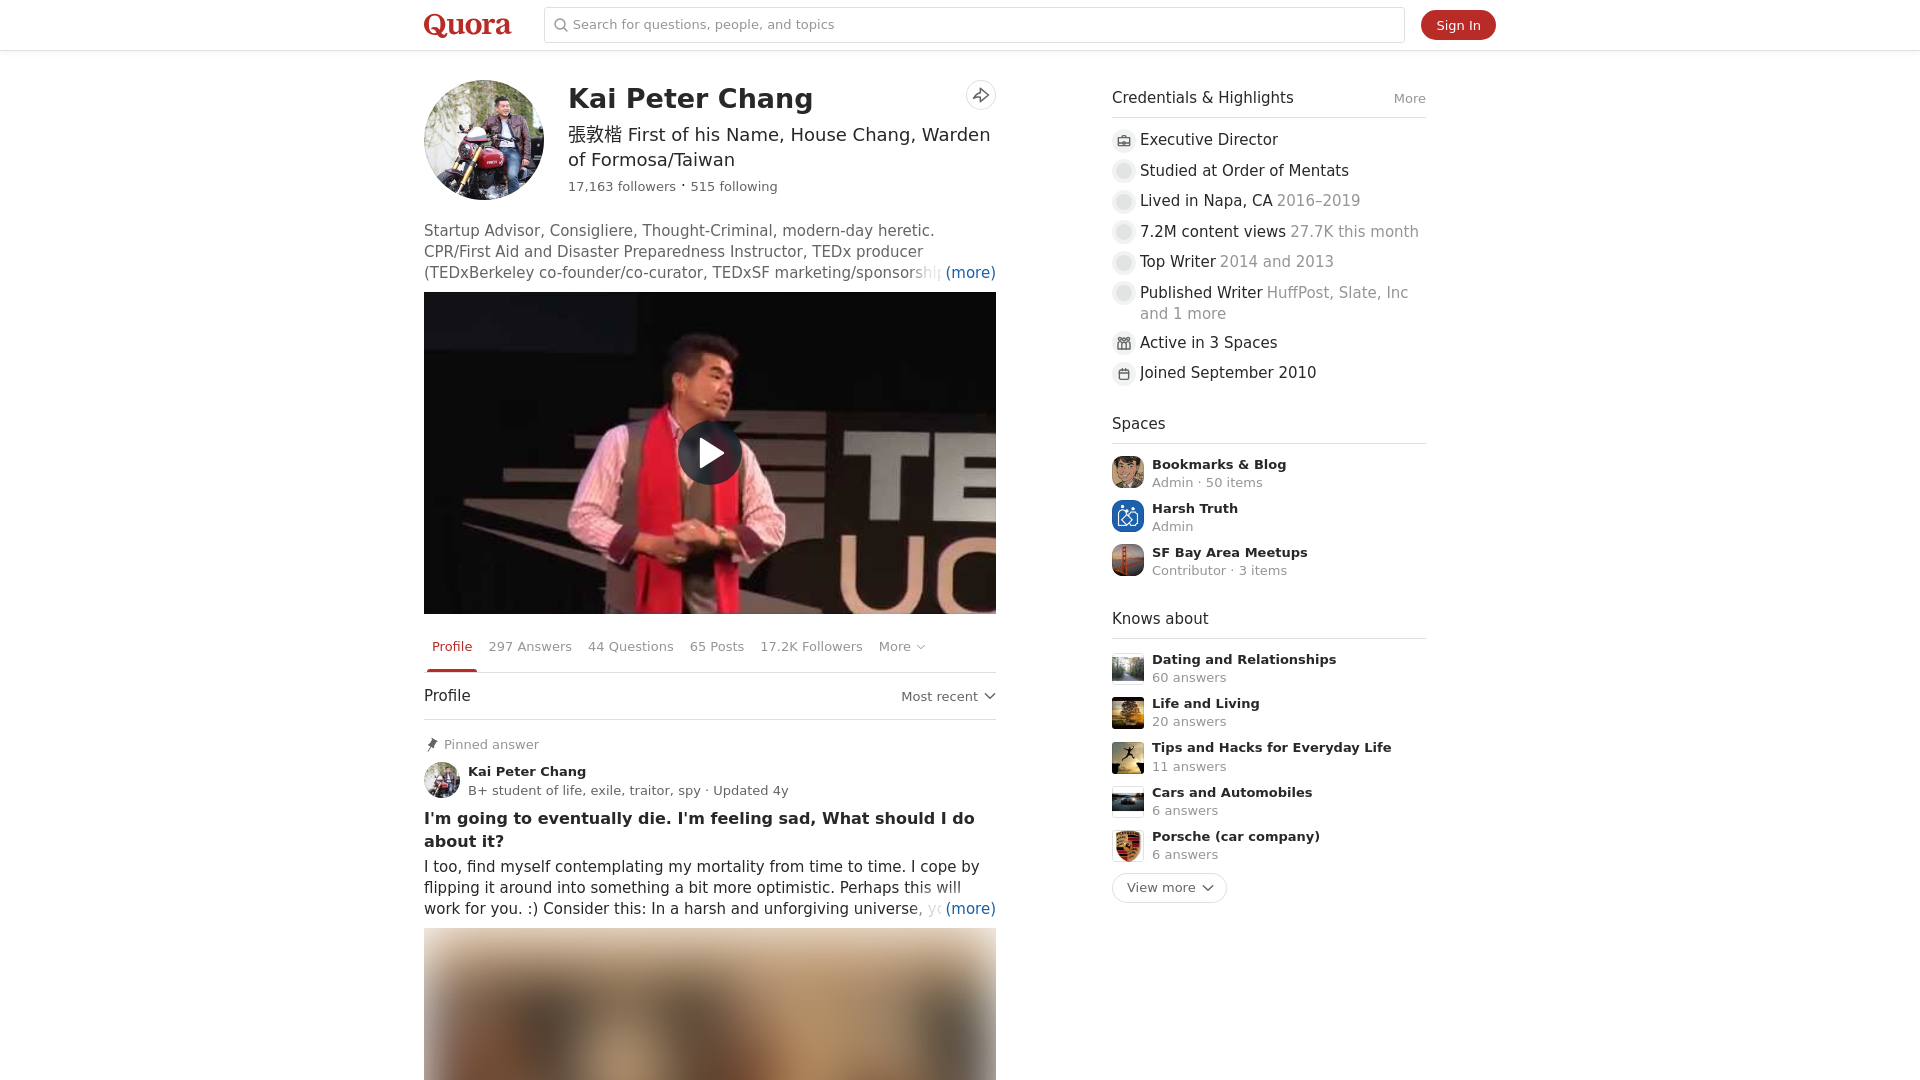 Quora
Search for questions, people, and topics
Sign In
Kai Peter Chang
張敦楷 First of his Name, House Chang, Warden
of Formosa/Taiwan
17,163 followers · 515 following
Startup Advisor, Consigliere, Thought-Criminal, modern-day heretic.
CPR/First Aid and Disaster Preparedness Instructor, TEDx producer
(TEDxBerkeley co-founder/co-curator, TEDxSF marketing/sponsorship (more)
TE
UC
Profile
297 Answers
44 Questions
65 Posts
17.2K Followers
More
Profile
Most recent
Pinned answer
Kai Peter Chang
B+ student of life, exile, traitor, spy · Updated 4y
I'm going to eventually die. I'm feeling sad, What should I do
about it?
I too, find myself contemplating my mortality from time to time. I cope by
flipping it around into something a bit more optimistic. Perhaps this will
work for you. :) Consider this: In a harsh and unforgiving universe, (more)
Credentials & Highlights
More
Executive Director
Studied at Order of Mentats
Lived in Napa, CA 2016–2019
7.2M content views 27.7K this month
Top Writer 2014 and 2013
Published Writer HuffPost, Slate, Inc
and 1 more
Active in 3 Spaces
Joined September 2010
Spaces
Bookmarks & Blog
Admin · 50 items
Harsh Truth
Admin
SF Bay Area Meetups
Contributor · 3 items
Knows about
Dating and Relationships
60 answers
Life and Living
20 answers
Tips and Hacks for Everyday Life
11 answers
Cars and Automobiles
6 answers
Porsche (car company)
6 answers
View more